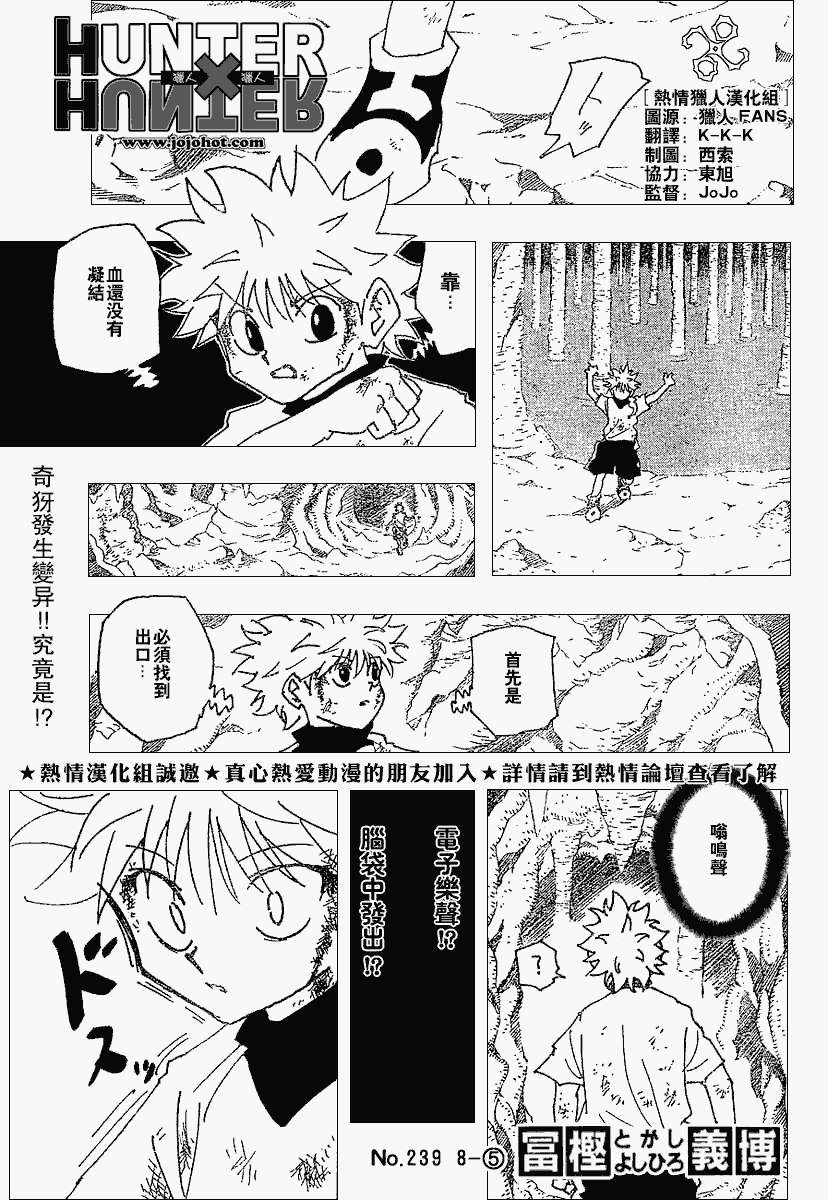 HUNTER
獵人×獵人
HUNTER
www.jojohot.com
[熱情獵人漢化組]
圖源：獵人FANS
翻譯：K-K-K
制圖：西索
協力：東旭
監督：JoJo
靠…
血還没有
凝結
奇犽發生變异!!究竟是!?
首先是
必須找到
出口…
★熱情漢化組誠邀★真心熱愛動漫的朋友加入★詳情請到熱情論壇查看了解
嗡鳴聲
?
電子樂聲!?
腦袋中發出!?
ドスッ
No.239 8-⑤
冨樫義博
とがし
よしひろ